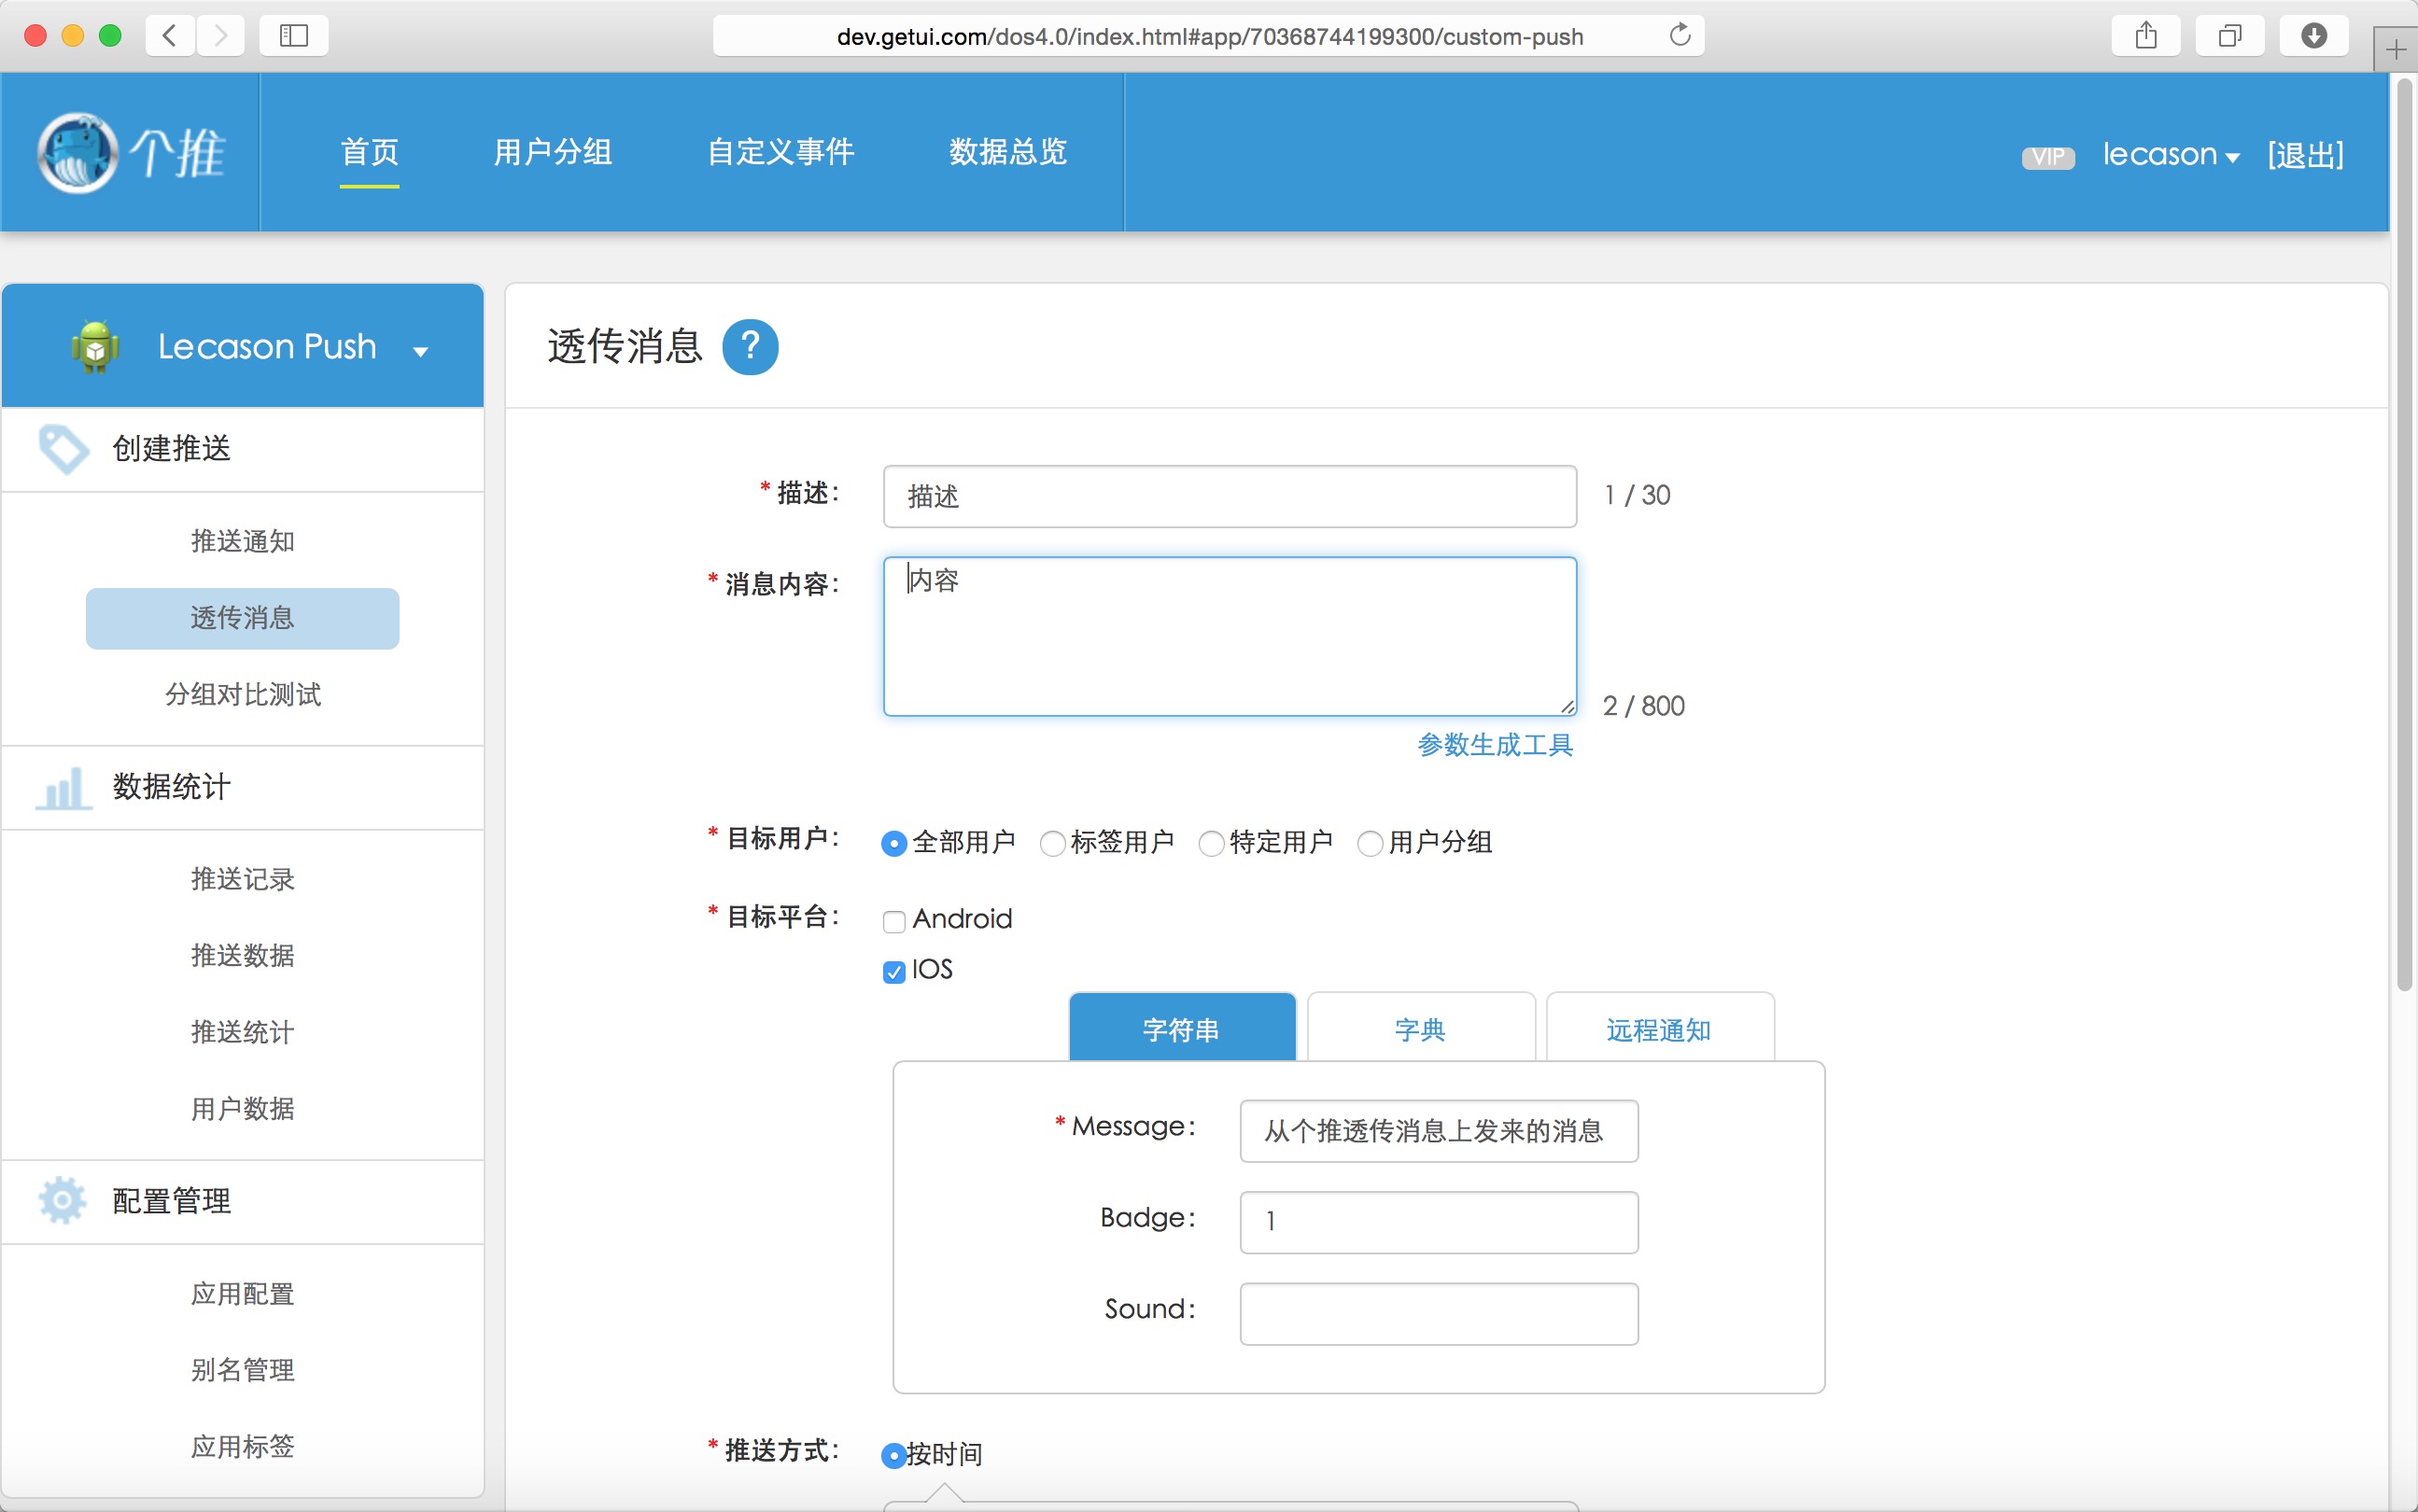 dev.getui.com/dos4.0/index.html#app/70368744199300/custom-push
个推
首页
用户分组
自定义事件
数据总览
VIP
lecason
[退出]
Lecason Push
创建推送
推送通知
透传消息
分组对比测试
数据统计
推送记录
推送数据
推送统计
用户数据
配置管理
应用配置
别名管理
应用标签
透传消息 ?
*描述: 描述 1 / 30
*消息内容: 内容
2 / 800
参数生成工具
*目标用户: 全部用户 标签用户 特定用户 用户分组
*目标平台: Android
IOS
字符串 字典 远程通知
*Message: 从个推透传消息上发来的消息
Badge: 1
Sound:
*推送方式: 按时间